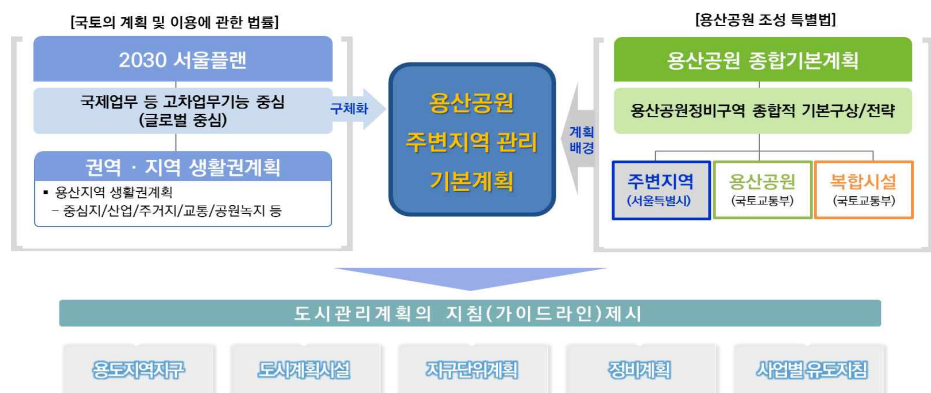 [국토의 계획 및 이용에 관한 법률]
2030 서울플랜
국제업무 등 고차업무기능 중심
(글로벌 중심)
권역 · 지역 생활권계획
▪ 용산지역 생활권계획
– 중심지/산업/주거지/교통/공원녹지 등
구체화
용산공원
주변지역 관리
기본계획
계획
배경
[용산공원 조성 특별법]
용산공원 종합기본계획
용산공원정비구역 종합적 기본구상/전략
주변지역
(서울특별시)
용산공원
(국토교통부)
복합시설
(국토교통부)
도시관리계획의 지침(가이드라인)제시
용도지역지구
도시계획시설
지구단위계획
정비계획
사업별 유도지침